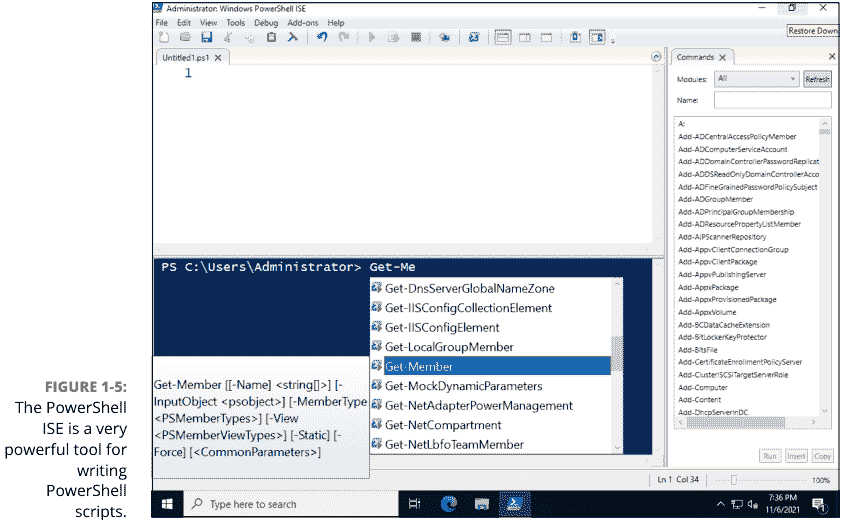 Administrator: Windows PowerShell ISE
File Edit View Tools Debug Add-ons Help
Restore Down
Untitled1.ps1
1
Commands
Modules: All Refresh
Name:
A:
Add-ADCentralAccessPolicyMember
Add-ADComputerServiceAccount
Add-ADDomainControllerPasswordReplicat
Add-ADDSReadOnlyDomainControllerAcco
Add-ADFineGrainedPasswordPolicySubject
Add-ADGroupMember
Add-ADPrincipalGroupMembership
Add-ADResourcePropertyListMember
Add-AIPScannerRepository
Add-AppvClientConnectionGroup
Add-AppvClientPackage
Add-AppvPublishingServer
Add-AppxPackage
Add-AppxProvisionedPackage
Add-AppxVolume
Add-BCDataCacheExtension
Add-BitLockerKeyProtector
Add-BitsFile
Add-CertificateEnrollmentPolicyServer
Add-ClusteriSCSITargetServerRole
Add-Computer
Add-Content
Add-DhcpServerInDC
Run Insert Copy
PS C:\Users\Administrator> Get-Me
Get-DnsServerGlobalNameZone
Get-IISConfigCollectionElement
Get-IISConfigElement
Get-LocalGroupMember
Get-Member
Get-MockDynamicParameters
Get-NetAdapterPowerManagement
Get-NetCompartment
Get-NetLbfoTeamMember
Get-Member [[-Name] <string[]>] [-
InputObject <psobject>] [-MemberType
<PSMemberTypes>] [-View
<PSMemberViewTypes>] [-Static] [-
Force] [<CommonParameters>]
Ln 1 Col 34 100%
Type here to search
7:36 PM
11/6/2021
FIGURE 1-5:
The PowerShell
ISE is a very
powerful tool for
writing
PowerShell
scripts.